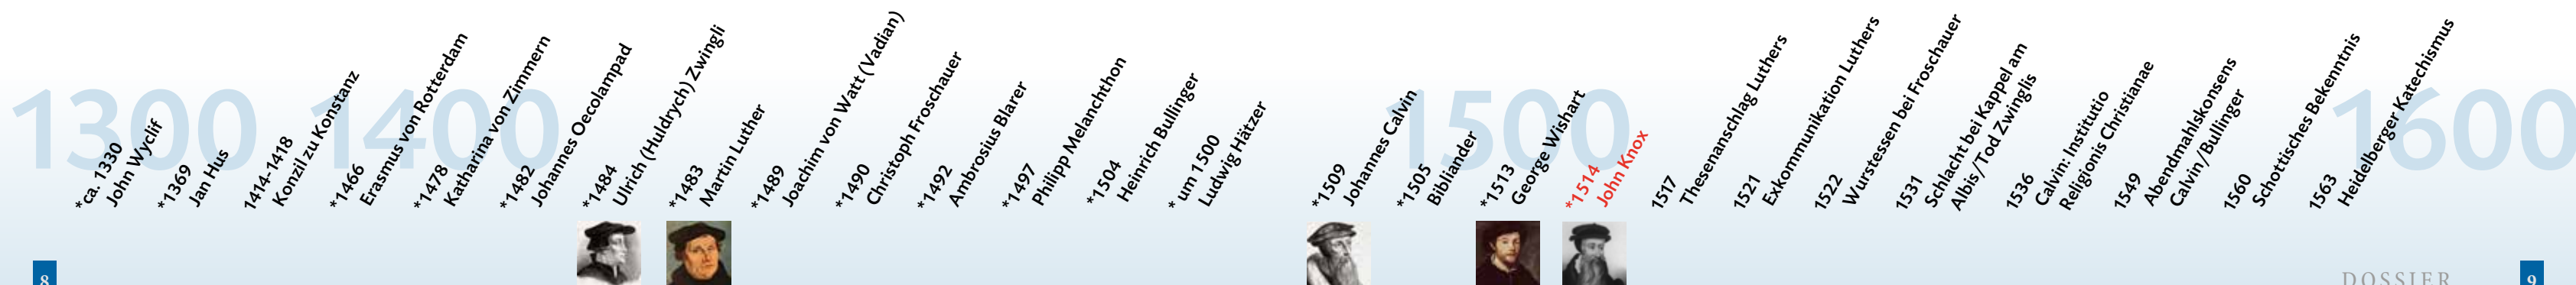 1300
1400
1500
1600
*ca. 1330
John Wyclif
*1369
Jan Hus
1414-1418
Konzil zu Konstanz
*1466
Erasmus von Rotterdam
*1478
Katharina von Zimmern
*1482
Johannes Oecolampad
*1484
Ulrich (Huldrych) Zwingli
*1483
Martin Luther
*1489
Joachim von Watt (Vadian)
*1490
Christoph Froschauer
*1492
Ambrosius Blarer
*1497
Philipp Melanchthon
*1504
Heinrich Bullinger
* um 1500
Ludwig Hätzer
*1509
Johannes Calvin
*1505
Bibliander
*1513
George Wishart
*1514
John Knox
1517
Thesenanschlag Luthers
1521
Exkommunikation Luthers
1522
Wurstessen bei Froschauer
1531
Schlacht bei Kappel am
Albis/Tod Zwinglis
1536
Calvin: Institutio
Religionis Christianae
1549
Abendmahlskonsens
Calvin/Bullinger
1560
Schottisches Bekenntnis
1563
Heidelberger Katechismus
8
DOSSIER
9